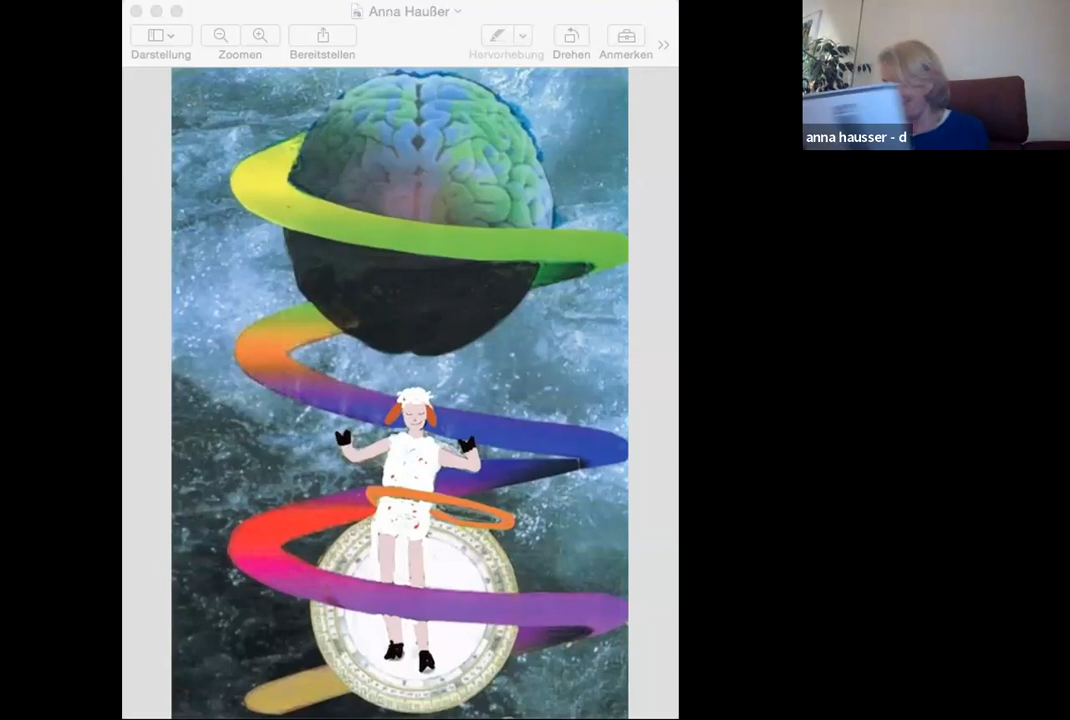 Anna Haußer
Darstellung
Zoomen
Bereitstellen
Hervorhebung
Drehen
Anmerken
anna hausser - d